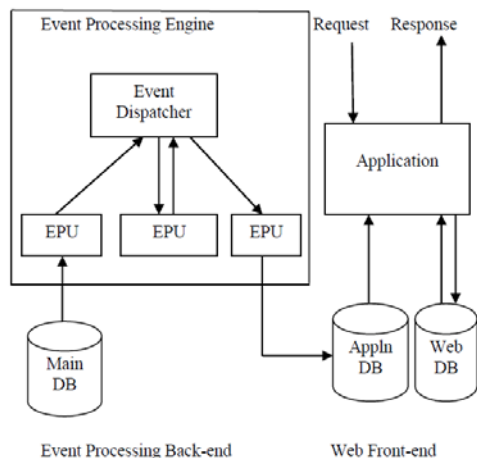 Event Processing Engine
Request
Response
Event
Dispatcher
Application
EPU
EPU
EPU
Main
DB
Appln
DB
Web
DB
Event Processing Back-end
Web Front-end